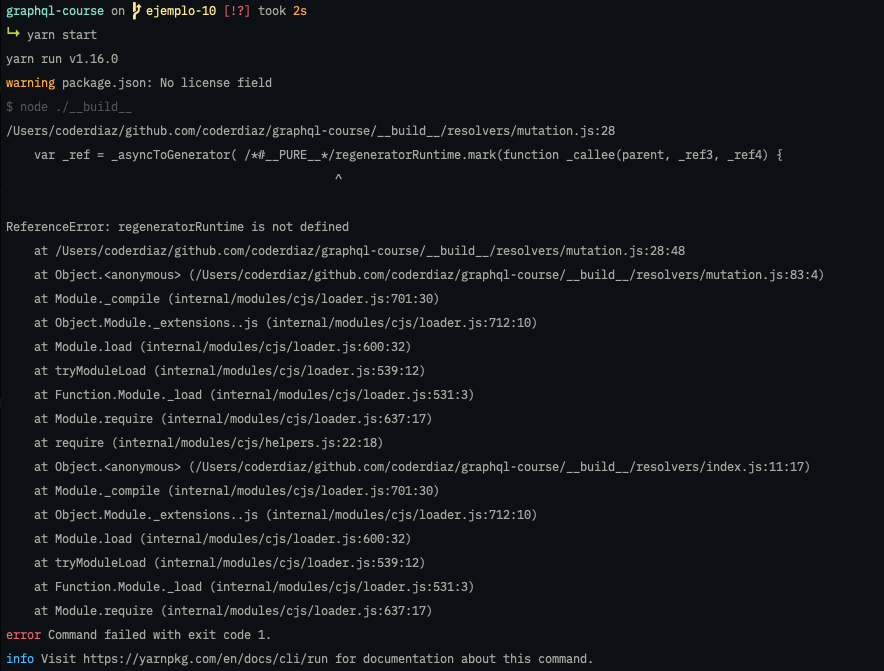 graphql-course on ejemplo-10 [!?] took 2s
↳ yarn start
yarn run v1.16.0
warning package.json: No license field
$ node ./__build__
/Users/coderdiaz/github.com/coderdiaz/graphql-course/__build__/resolvers/mutation.js:28
    var _ref = _asyncToGenerator( /*#__PURE__*/regeneratorRuntime.mark(function _callee(parent, _ref3, _ref4) {
                                               ^
ReferenceError: regeneratorRuntime is not defined
    at /Users/coderdiaz/github.com/coderdiaz/graphql-course/__build__/resolvers/mutation.js:28:48
    at Object.<anonymous> (/Users/coderdiaz/github.com/coderdiaz/graphql-course/__build__/resolvers/mutation.js:83:4)
    at Module._compile (internal/modules/cjs/loader.js:701:30)
    at Object.Module._extensions..js (internal/modules/cjs/loader.js:712:10)
    at Module.load (internal/modules/cjs/loader.js:600:32)
    at tryModuleLoad (internal/modules/cjs/loader.js:539:12)
    at Function.Module._load (internal/modules/cjs/loader.js:531:3)
    at Module.require (internal/modules/cjs/loader.js:637:17)
    at require (internal/modules/cjs/helpers.js:22:18)
    at Object.<anonymous> (/Users/coderdiaz/github.com/coderdiaz/graphql-course/__build__/resolvers/index.js:11:17)
    at Module._compile (internal/modules/cjs/loader.js:701:30)
    at Object.Module._extensions..js (internal/modules/cjs/loader.js:712:10)
    at Module.load (internal/modules/cjs/loader.js:600:32)
    at tryModuleLoad (internal/modules/cjs/loader.js:539:12)
    at Function.Module._load (internal/modules/cjs/loader.js:531:3)
    at Module.require (internal/modules/cjs/loader.js:637:17)
error Command failed with exit code 1.
info Visit https://yarnpkg.com/en/docs/cli/run for documentation about this command.